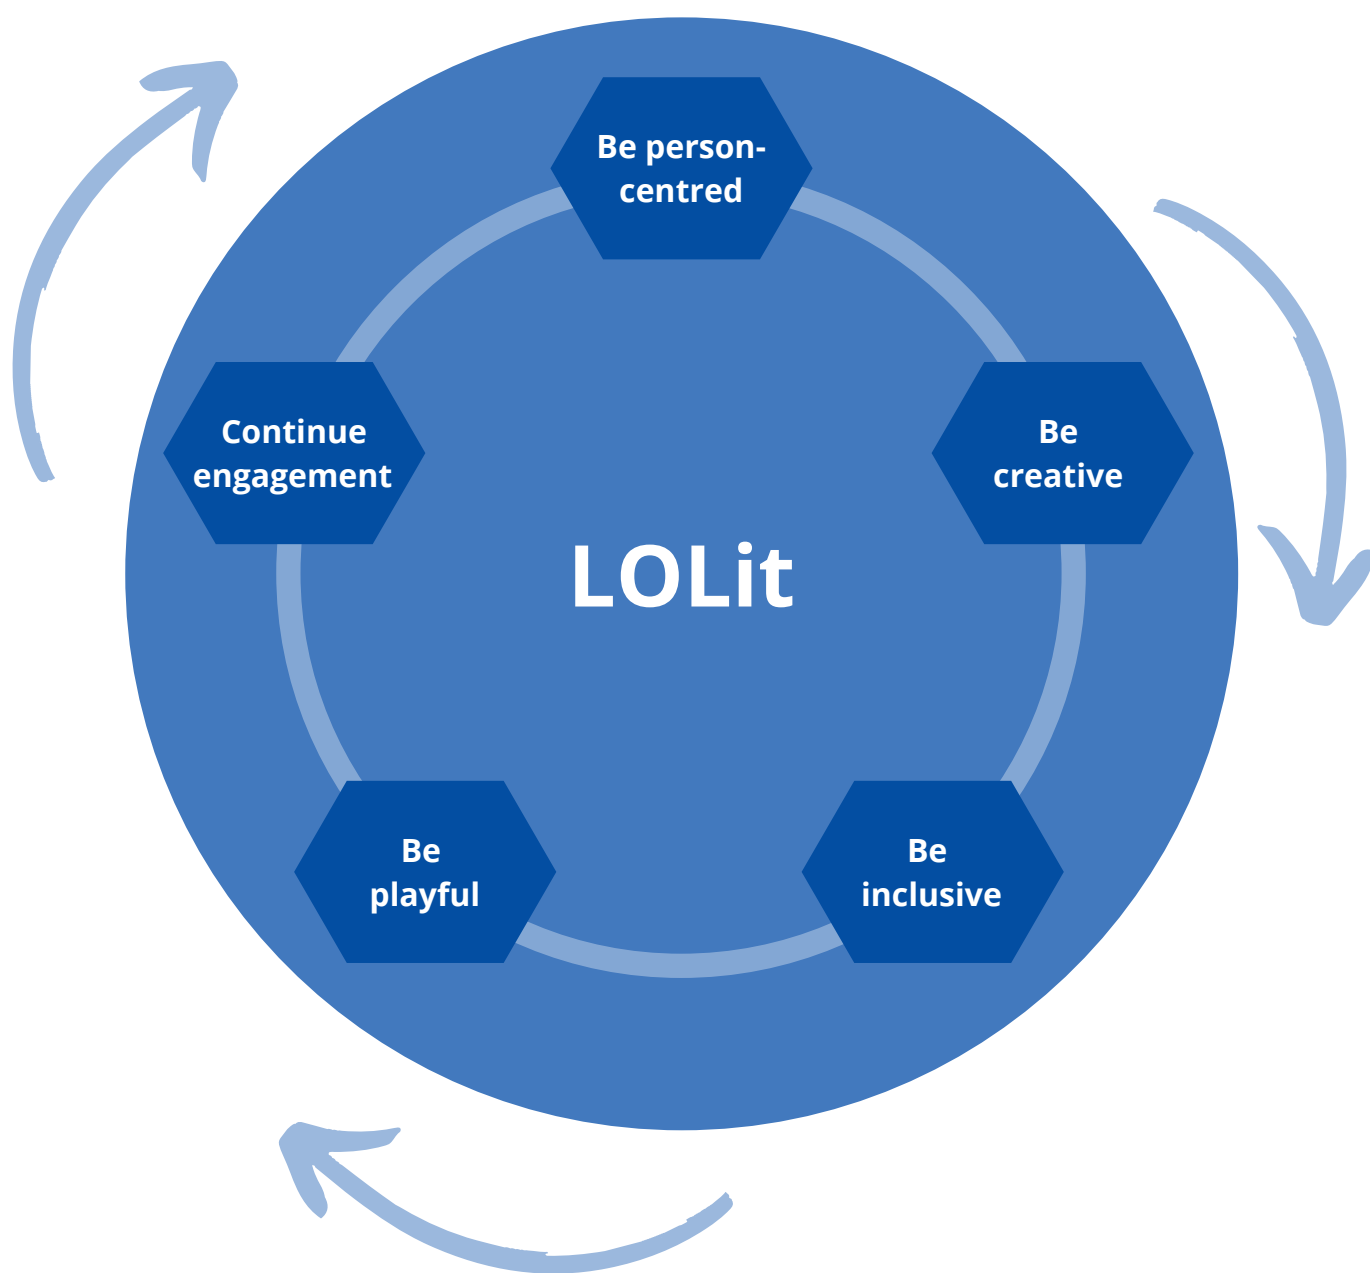 Be person-
centred
Be
creative
Be
inclusive
Be
playful
Continue
engagement
LOLit